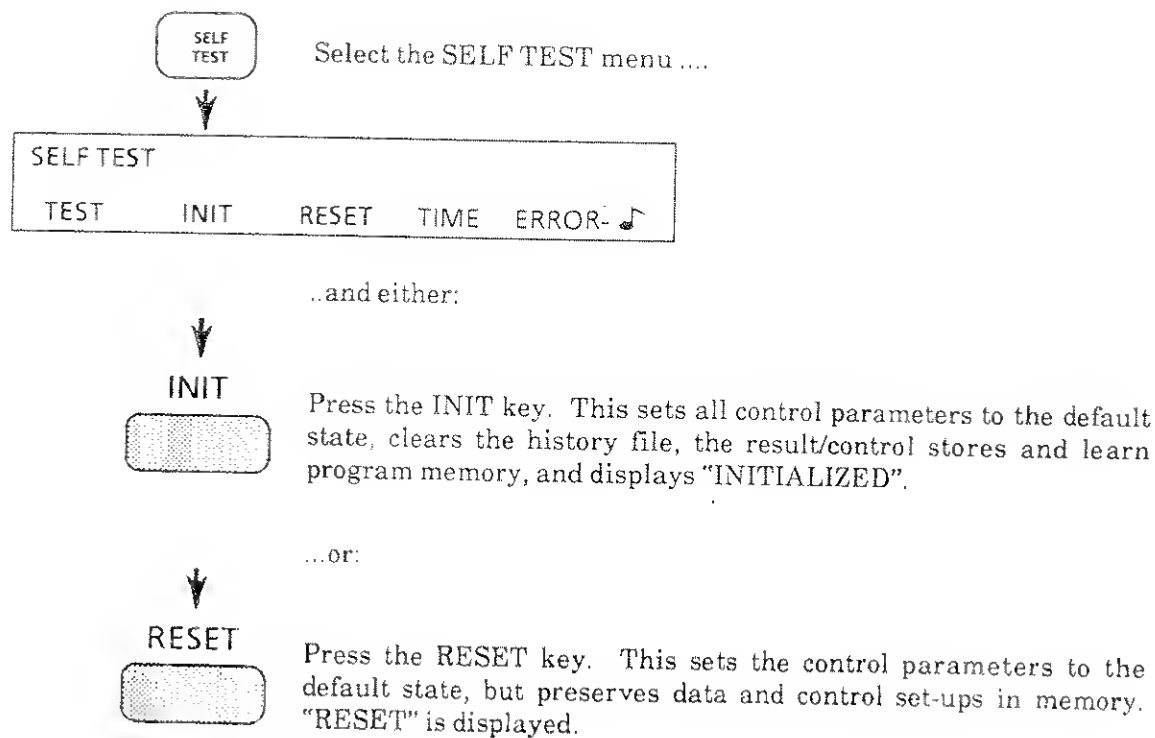 SELF
TEST
Select the SELF TEST menu ....
SELF TEST
TEST INIT RESET TIME ERROR- ♪
..and either:
INIT
Press the INIT key. This sets all control parameters to the default
state, clears the history file, the result/control stores and learn
program memory, and displays "INITIALIZED".
...or:
RESET
Press the RESET key. This sets the control parameters to the
default state, but preserves data and control set-ups in memory.
"RESET" is displayed.